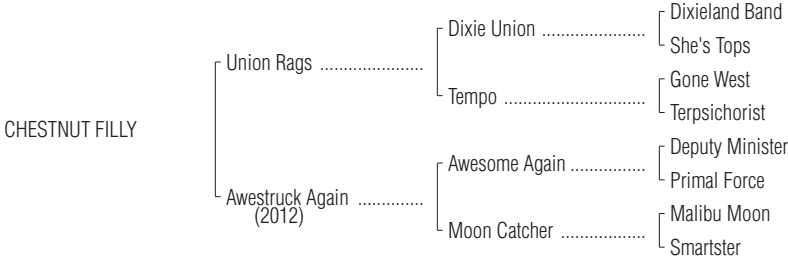 Dixieland Band
Dixie Union ......................
She's Tops
Union Rags ......................
Gone West
Tempo ..............................
Terpsichorist
CHESTNUT FILLY
Deputy Minister
Awesome Again ................
Primal Force
Awestruck Again ..............
(2012)
Malibu Moon
Moon Catcher ..................
Smartster